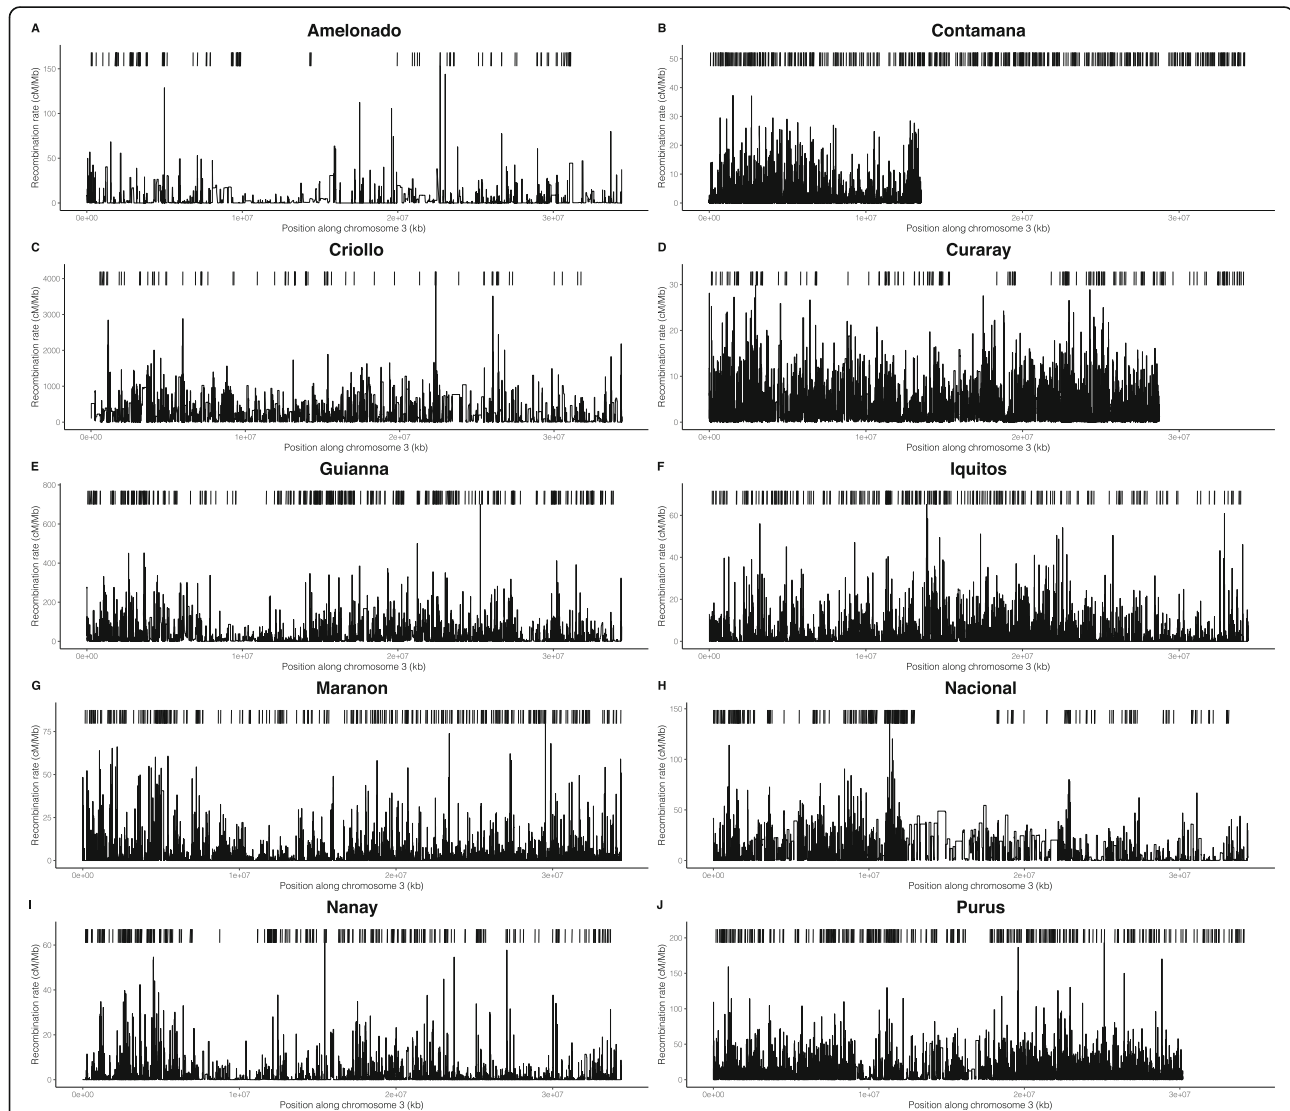 A
Amelonado
Recombination rate (cM/Mb)
150
100
50
0
0e+00 1e+07 2e+07 3e+07
Position along chromosome 3 (kb)
B
Contamana
Recombination rate (cM/Mb)
50
40
30
20
10
0
0e+00 1e+07 2e+07 3e+07
Position along chromosome 3 (kb)
C
Criollo
Recombination rate (cM/Mb)
4000
3000
2000
1000
0
0e+00 1e+07 2e+07 3e+07
Position along chromosome 3 (kb)
D
Curaray
Recombination rate (cM/Mb)
30
20
10
0
0e+00 1e+07 2e+07 3e+07
Position along chromosome 3 (kb)
E
Guianna
Recombination rate (cM/Mb)
800
600
400
200
0
0e+00 1e+07 2e+07 3e+07
Position along chromosome 3 (kb)
F
Iquitos
Recombination rate (cM/Mb)
60
40
20
0
0e+00 1e+07 2e+07 3e+07
Position along chromosome 3 (kb)
G
Maranon
Recombination rate (cM/Mb)
75
50
25
0
0e+00 1e+07 2e+07 3e+07
Position along chromosome 3 (kb)
H
Nacional
Recombination rate (cM/Mb)
150
100
50
0
0e+00 1e+07 2e+07 3e+07
Position along chromosome 3 (kb)
I
Nanay
Recombination rate (cM/Mb)
60
40
20
0
0e+00 1e+07 2e+07 3e+07
Position along chromosome 3 (kb)
J
Purus
Recombination rate (cM/Mb)
200
150
100
50
0
0e+00 1e+07 2e+07 3e+07
Position along chromosome 3 (kb)